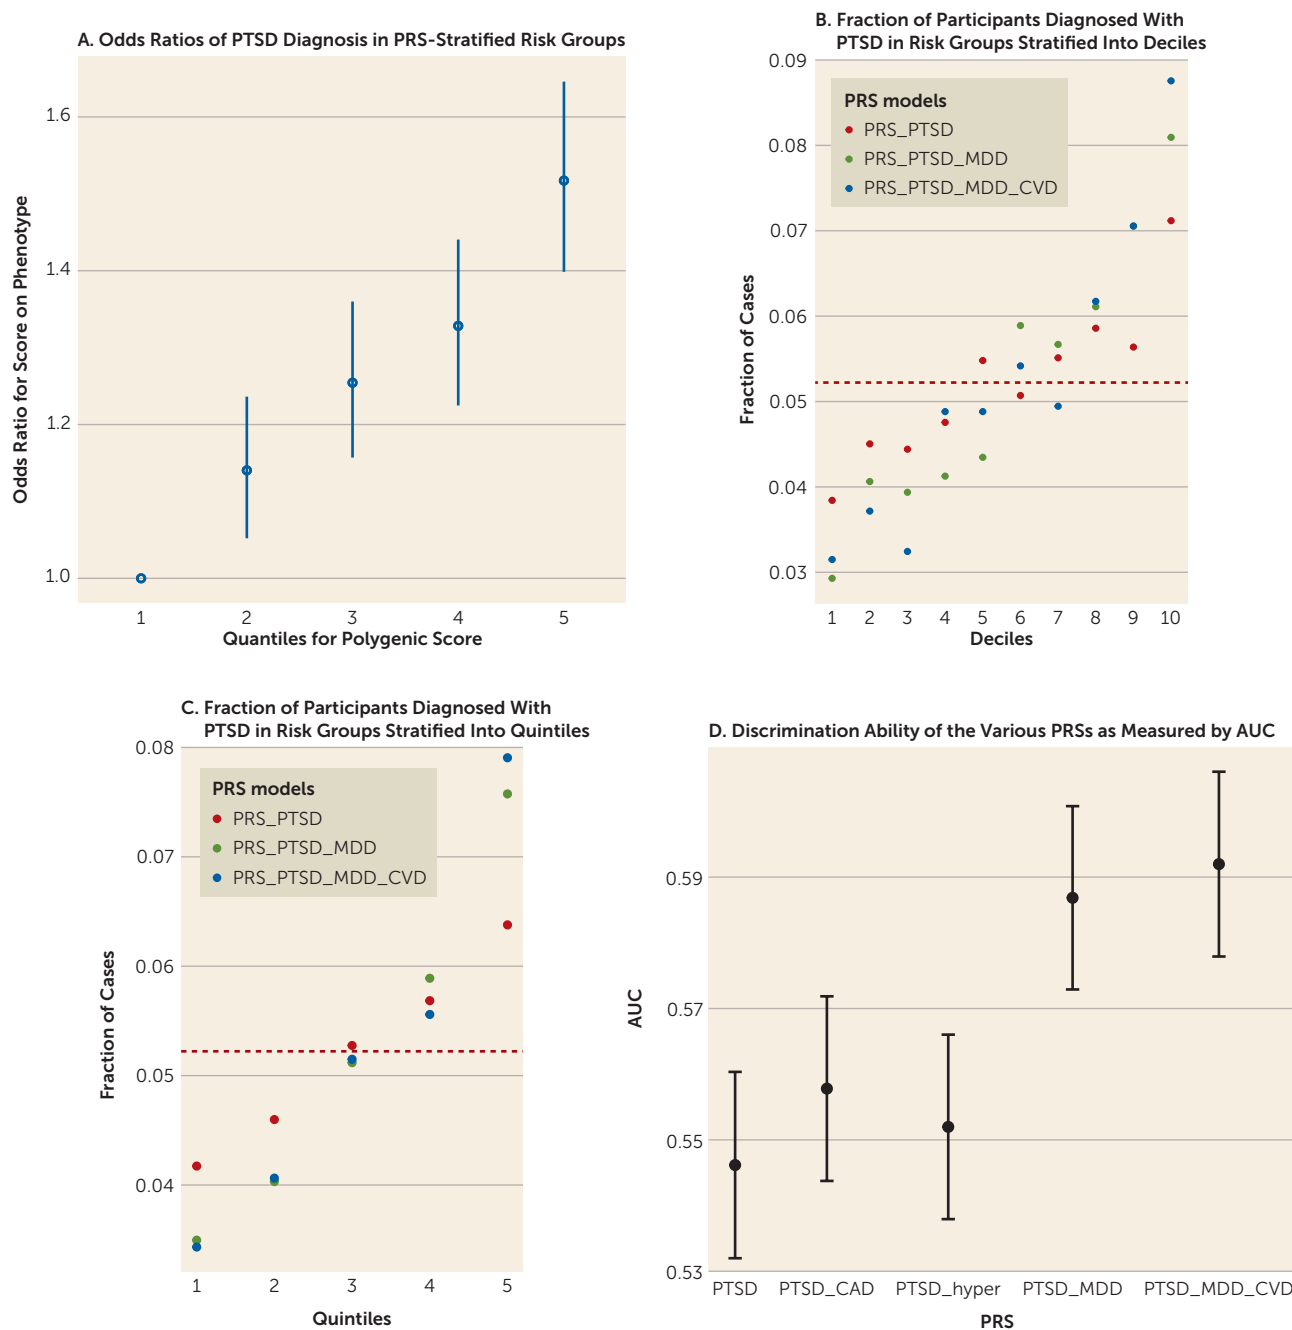 A. Odds Ratios of PTSD Diagnosis in PRS-Stratified Risk Groups
Odds Ratio for Score on Phenotype
1.6
1.4
1.2
1.0
1 2 3 4 5
Quantiles for Polygenic Score
B. Fraction of Participants Diagnosed With
PTSD in Risk Groups Stratified Into Deciles
Fraction of Cases
0.09
0.08
0.07
0.06
0.05
0.04
0.03
PRS models
PRS_PTSD
PRS_PTSD_MDD
PRS_PTSD_MDD_CVD
1 2 3 4 5 6 7 8 9 10
Deciles
C. Fraction of Participants Diagnosed With
PTSD in Risk Groups Stratified Into Quintiles
Fraction of Cases
0.08
0.07
0.06
0.05
0.04
PRS models
PRS_PTSD
PRS_PTSD_MDD
PRS_PTSD_MDD_CVD
1 2 3 4 5
Quintiles
D. Discrimination Ability of the Various PRSs as Measured by AUC
AUC
0.59
0.57
0.55
0.53
PTSD PTSD_CAD PTSD_hyper PTSD_MDD PTSD_MDD_CVD
PRS